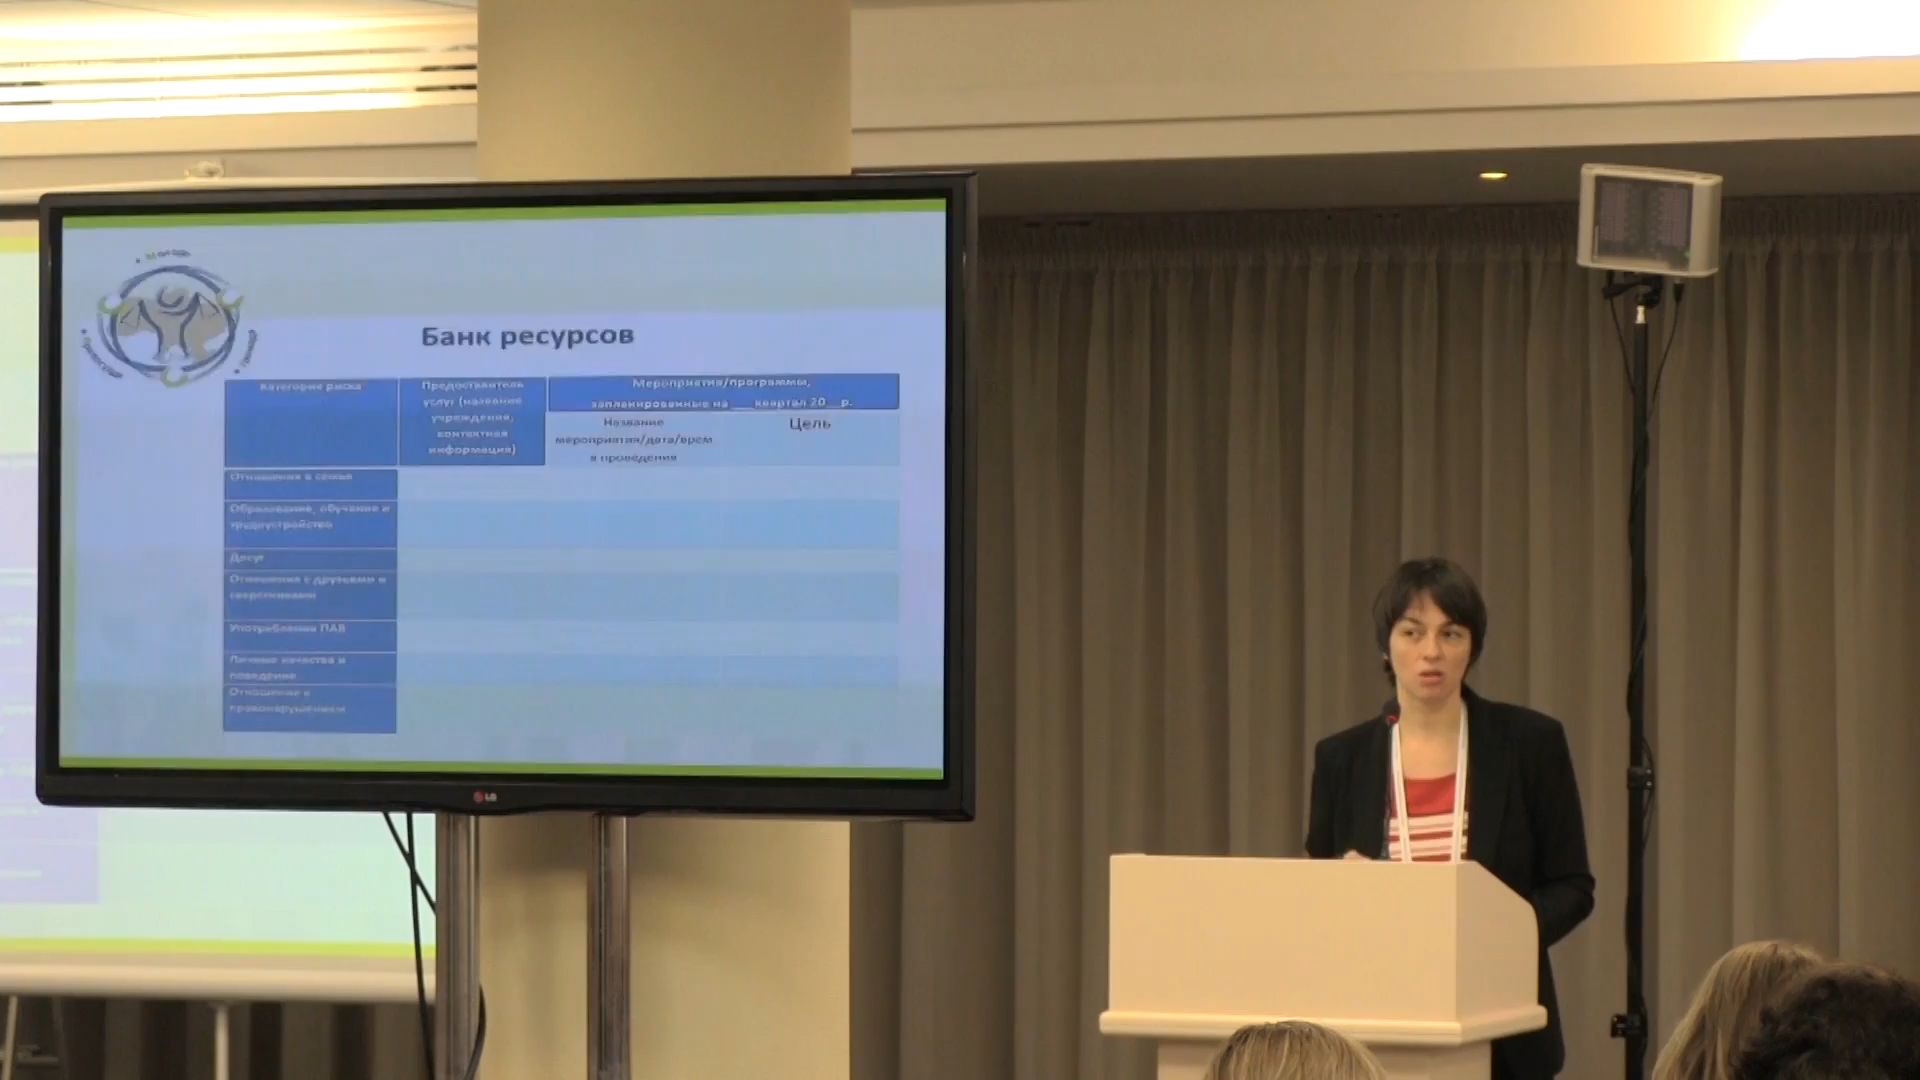 Банк ресурсов
Категория риска
Предоставитель
услуг (название
учреждения,
контактная
информация)
Мероприятия/программы,
запланированные на ___ квартал 20__р.
Название
мероприятия/дата/врем
я проведения
Цель
Отношения в семье
Образование, обучение и
трудоустройство
Досуг
Отношения с друзьями и
сверстниками
Употребление ПАВ
Личные качества и
поведение
Отношение к
правонарушениям
LG